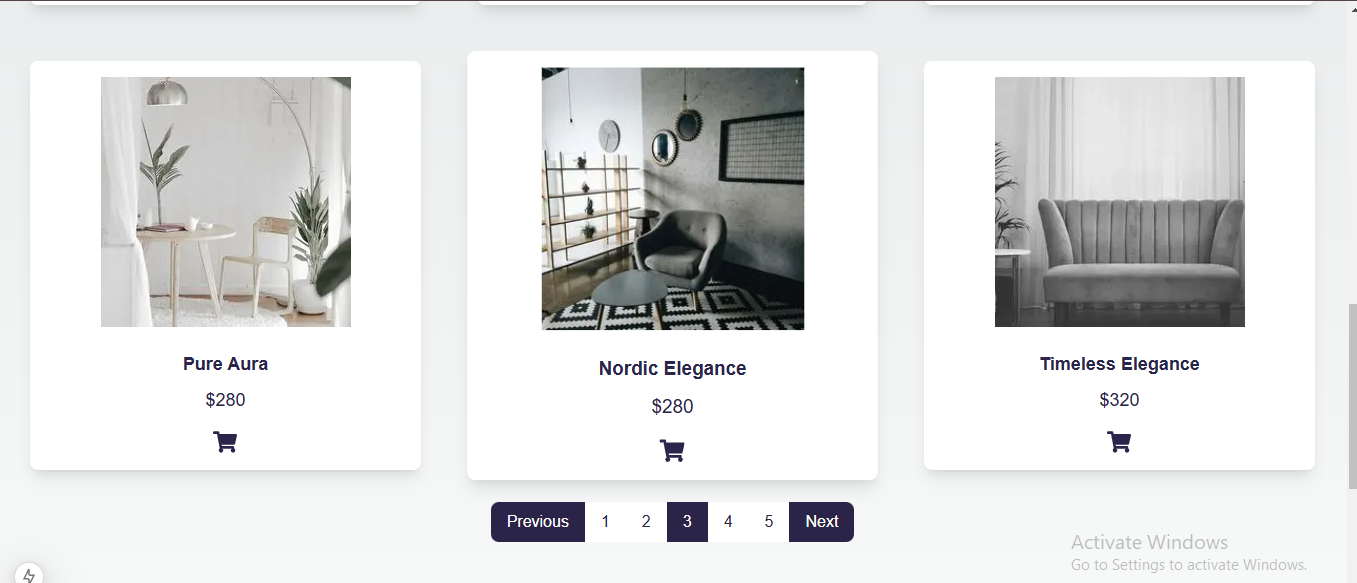 Pure Aura
$280
Nordic Elegance
$280
Timeless Elegance
$320
Previous 1 2 3 4 5 Next
Activate Windows
Go to Settings to activate Windows.